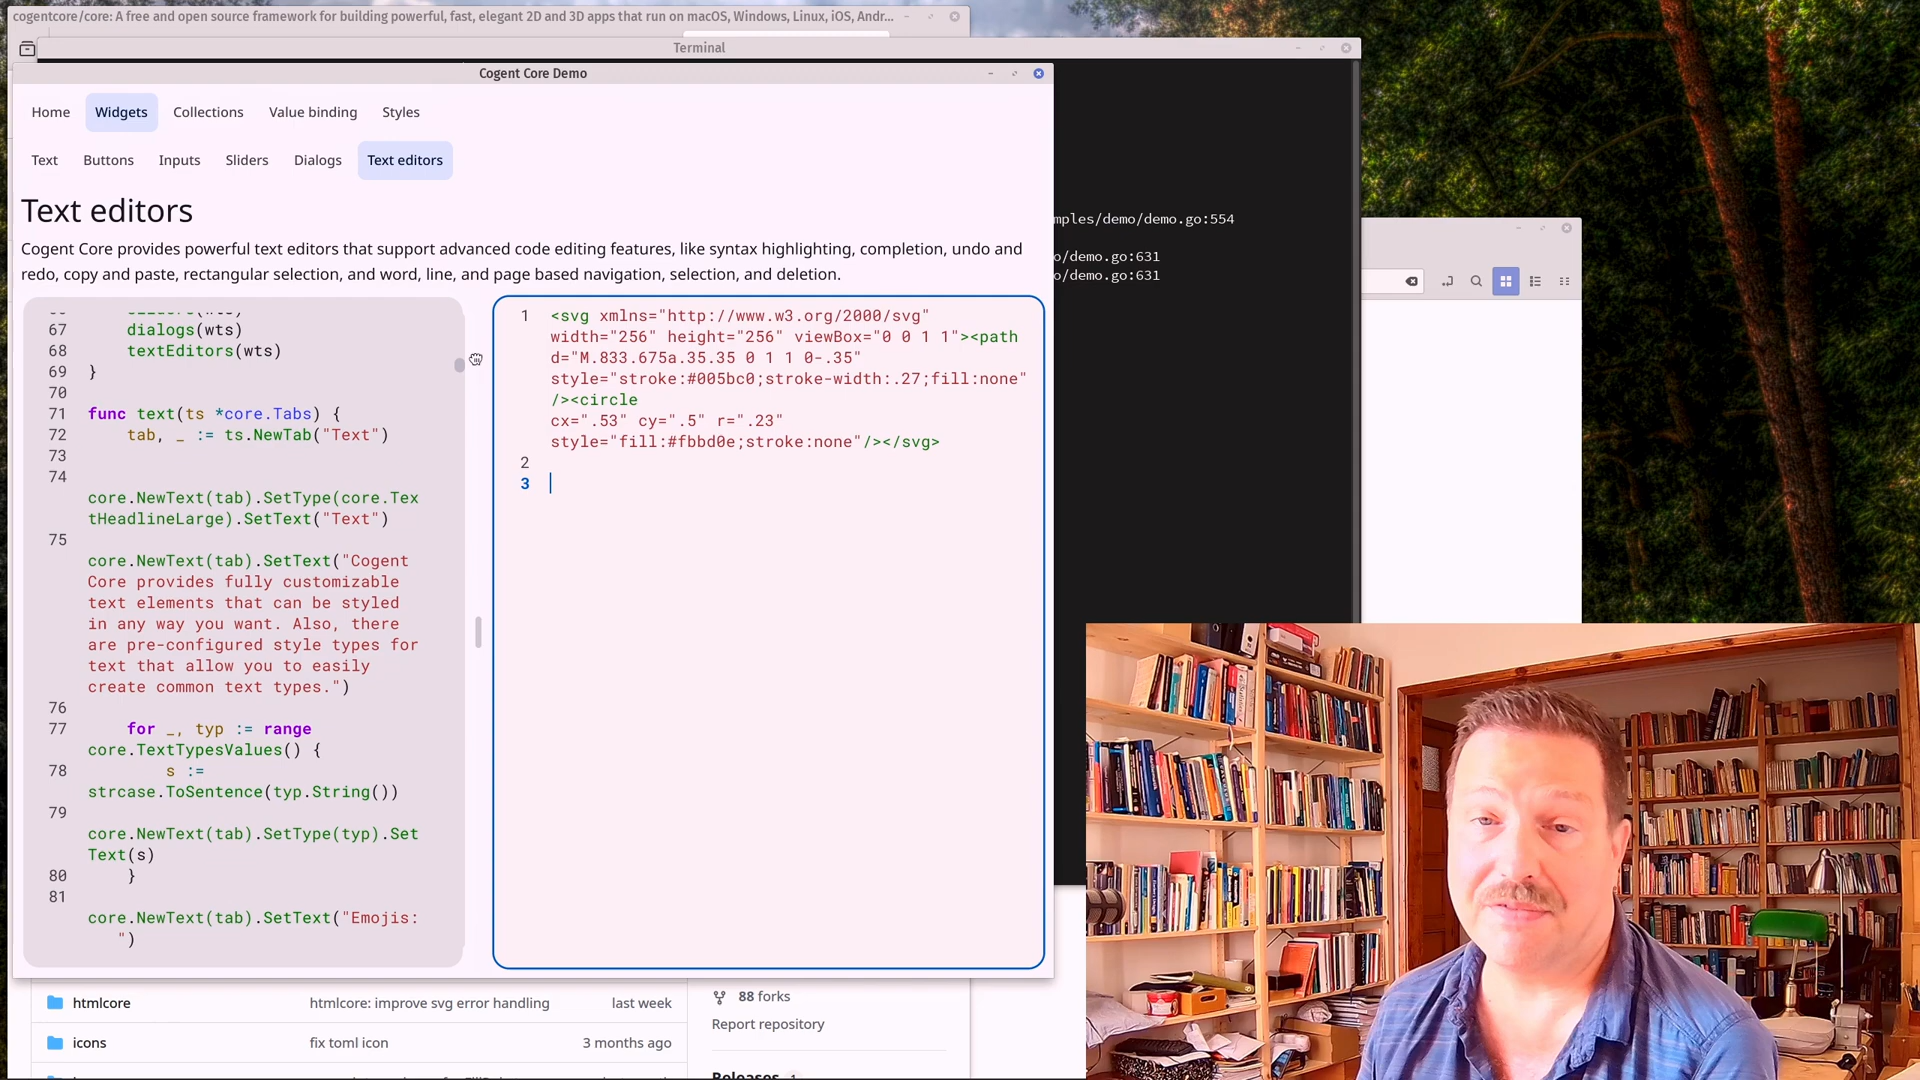 cogentcore/core: A free and open source framework for building powerful, fast, elegant 2D and 3D apps that run on macOS, Windows, Linux, iOS, Andr...
Terminal
Cogent Core Demo
Home Widgets Collections Value binding Styles
Text Buttons Inputs Sliders Dialogs Text editors
Text editors
Cogent Core provides powerful text editors that support advanced code editing features, like syntax highlighting, completion, undo and
redo, copy and paste, rectangular selection, and word, line, and page based navigation, selection, and deletion.
67 dialogs(wts)
68 textEditors(wts)
69 }
70
71 func text(ts *core.Tabs) {
72 tab, _ := ts.NewTab("Text")
73
74
core.NewText(tab).SetType(core.Tex
tHeadlineLarge).SetText("Text")
75
core.NewText(tab).SetText("Cogent
Core provides fully customizable
text elements that can be styled
in any way you want. Also, there
are pre-configured style types for
text that allow you to easily
create common text types.")
76
77 for _, typ := range
core.TextTypesValues() {
78 s :=
strcase.ToSentence(typ.String())
79
core.NewText(tab).SetType(typ).Set
Text(s)
80 }
81
core.NewText(tab).SetText("Emojis:
")
1 <svg xmlns="http://www.w3.org/2000/svg"
width="256" height="256" viewBox="0 0 1 1"><path
d="M.833.675a.35.35 0 1 1 0-.35"
style="stroke:#005bc0;stroke-width:.27;fill:none"
/><circle
cx=".53" cy=".5" r=".23"
style="fill:#fbbd0e;stroke:none"/></svg>
2
3
mples/demo/demo.go:554
o/demo.go:631
o/demo.go:631
htmlcore htmlcore: improve svg error handling last week
icons fix toml icon 3 months ago
88 forks
Report repository
Releases 1